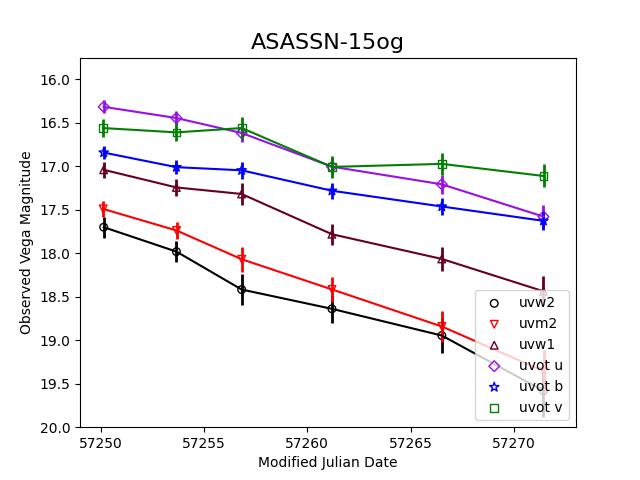 ASASSN-15og
Observed Vega Magnitude
16.0
16.5
17.0
17.5
18.0
18.5
19.0
19.5
20.0
uvw2
uvm2
uvw1
uvot u
uvot b
uvot v
57250 57255 57260 57265 57270
Modified Julian Date